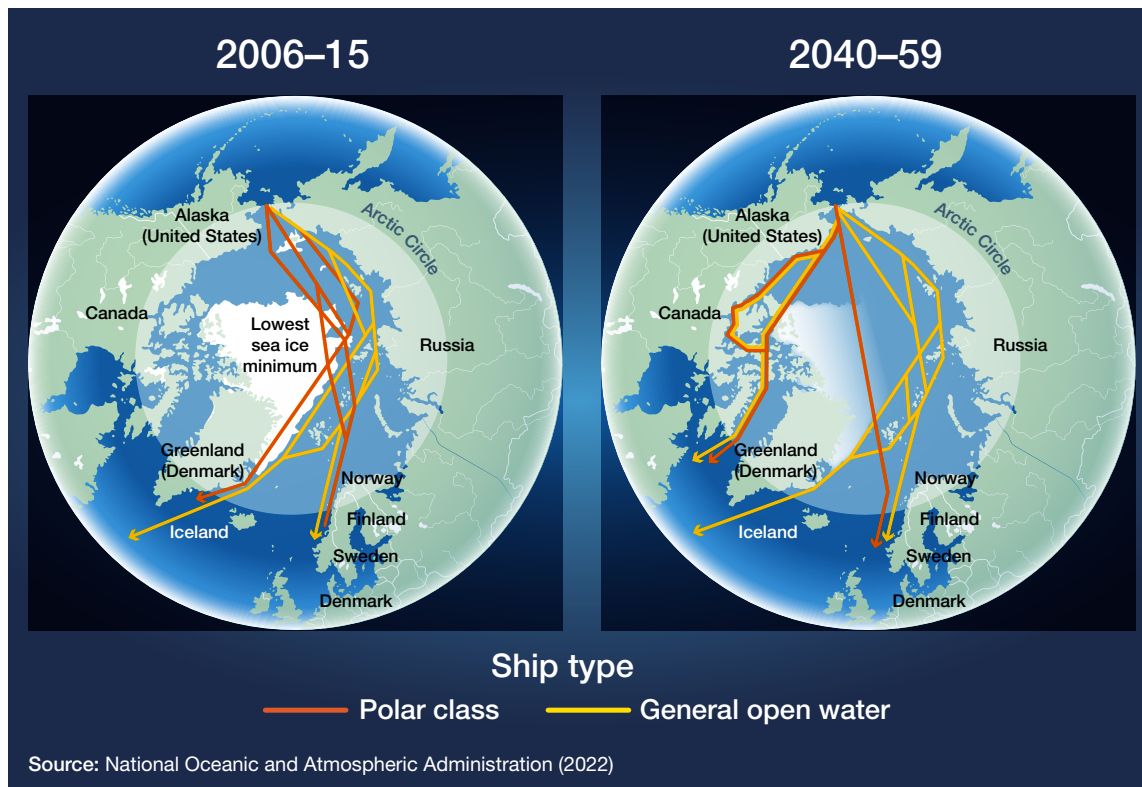 2006–15
2040–59
Alaska
(United States)
Arctic Circle
Canada
Lowest
sea ice
minimum
Russia
Greenland
(Denmark)
Norway
Iceland
Finland
Sweden
Denmark
Alaska
(United States)
Arctic Circle
Canada
Russia
Greenland
(Denmark)
Norway
Iceland
Finland
Sweden
Denmark
Ship type
Polar class
General open water
Source: National Oceanic and Atmospheric Administration (2022)